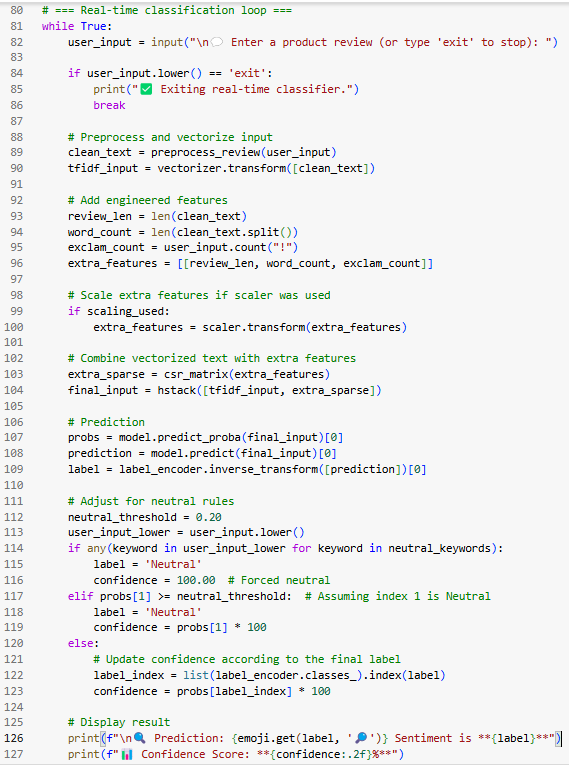 80 # === Real-time classification loop ===
81 while True:
82     user_input = input("\n💬 Enter a product review (or type 'exit' to stop): ")
83
84     if user_input.lower() == 'exit':
85         print("✅ Exiting real-time classifier.")
86         break
87
88     # Preprocess and vectorize input
89     clean_text = preprocess_review(user_input)
90     tfidf_input = vectorizer.transform([clean_text])
91
92     # Add engineered features
93     review_len = len(clean_text)
94     word_count = len(clean_text.split())
95     exclam_count = user_input.count("!")
96     extra_features = [[review_len, word_count, exclam_count]]
97
98     # Scale extra features if scaler was used
99     if scaling_used:
100         extra_features = scaler.transform(extra_features)
101
102     # Combine vectorized text with extra features
103     extra_sparse = csr_matrix(extra_features)
104     final_input = hstack([tfidf_input, extra_sparse])
105
106     # Prediction
107     probs = model.predict_proba(final_input)[0]
108     prediction = model.predict(final_input)[0]
109     label = label_encoder.inverse_transform([prediction])[0]
110
111     # Adjust for neutral rules
112     neutral_threshold = 0.20
113     user_input_lower = user_input.lower()
114     if any(keyword in user_input_lower for keyword in neutral_keywords):
115         label = 'Neutral'
116         confidence = 100.00  # Forced neutral
117     elif probs[1] >= neutral_threshold:  # Assuming index 1 is Neutral
118         label = 'Neutral'
119         confidence = probs[1] * 100
120     else:
121         # Update confidence according to the final label
122         label_index = list(label_encoder.classes_).index(label)
123         confidence = probs[label_index] * 100
124
125     # Display result
126     print(f"\n🔍 Prediction: {emoji.get(label, '🔎')} Sentiment is **{label}**")
127     print(f"📊 Confidence Score: **{confidence:.2f}%**")